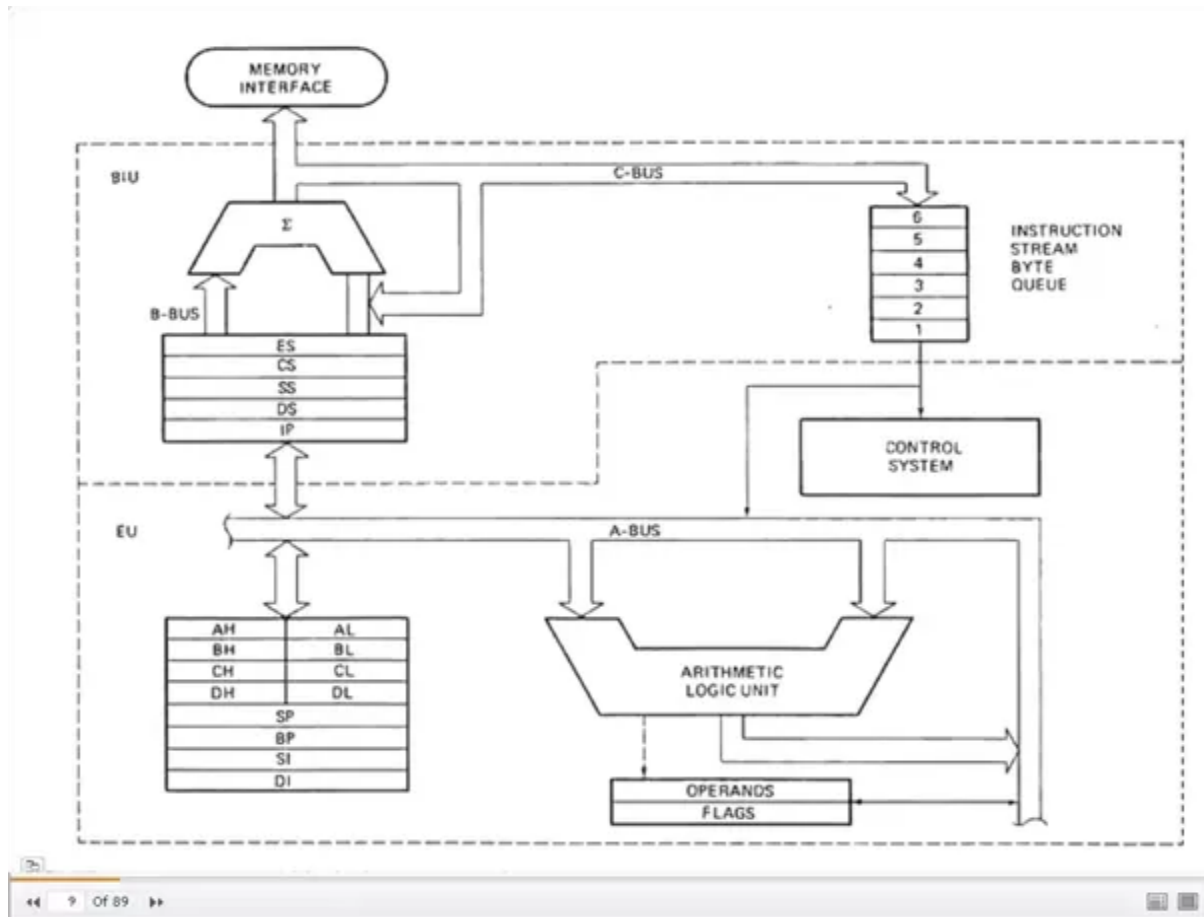 MEMORY
INTERFACE
BIU
C-BUS
Σ
B-BUS
6
5
4
3
2
1
INSTRUCTION
STREAM
BYTE
QUEUE
ES
CS
SS
DS
IP
CONTROL
SYSTEM
EU
A-BUS
AH AL
BH BL
CH CL
DH DL
SP
BP
SI
DI
ARITHMETIC
LOGIC UNIT
OPERANDS
FLAGS
9 Of 89